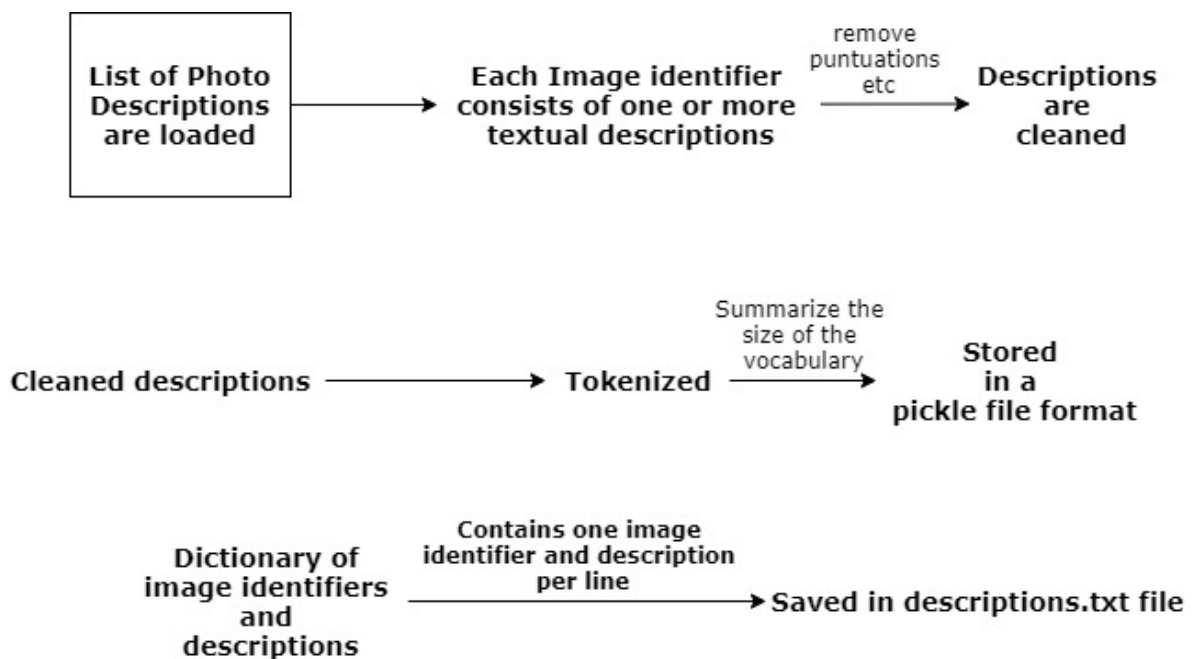 List of Photo
Descriptions
are loaded
Each Image identifier
consists of one or more
textual descriptions
remove
puntuations
etc
Descriptions
are
cleaned
Cleaned descriptions
Tokenized
Summarize the
size of the
vocabulary
Stored
in a
pickle file format
Dictionary of
image identifiers
and
descriptions
Contains one image
identifier and description
per line
Saved in descriptions.txt file